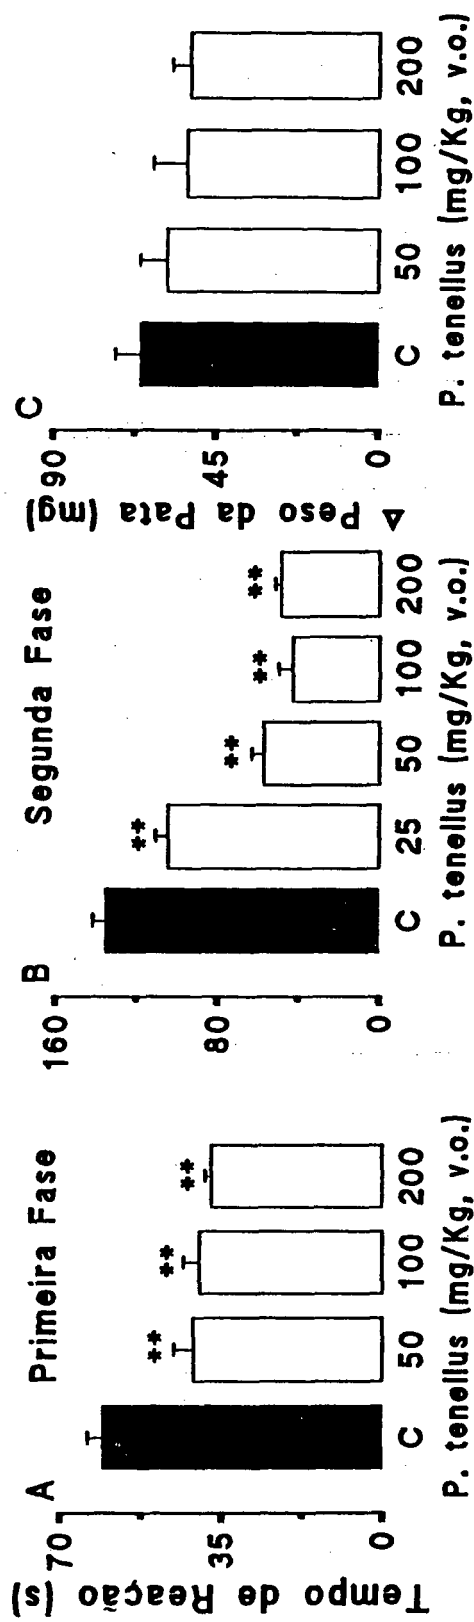 A
Primeira Fase
Tempo de Reação (s)
70
35
0
**
**
**
C 50 100 200
P. tenellus (mg/Kg, v.o.)
B
Segunda Fase
160
80
0
**
**
**
**
C 25 50 100 200
P. tenellus (mg/Kg, v.o.)
C
Δ Peso da Pata (mg)
90
45
0
C 50 100 200
P. tenellus (mg/Kg, v.o.)